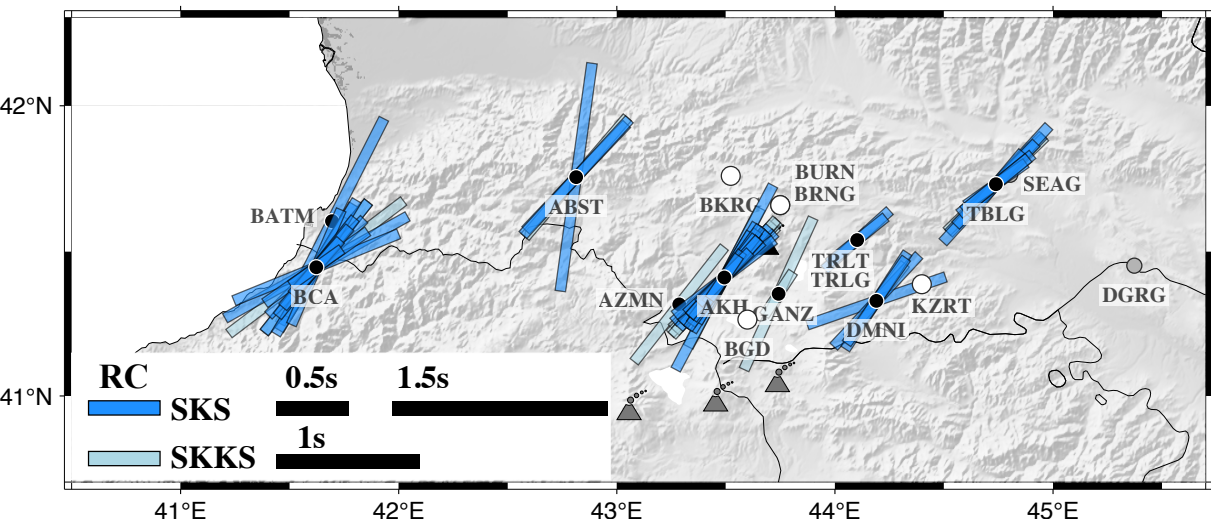 42°N
41°N
BURN
BRNG
BKRG
SEAG
BATM
ABST
TBLG
TRLT
TRLG
DGRG
BCA
AZMN
AKH
GANZ
KZRT
DMNI
BGD
RC
0.5s
1.5s
SKS
1s
SKKS
41°E
42°E
43°E
44°E
45°E